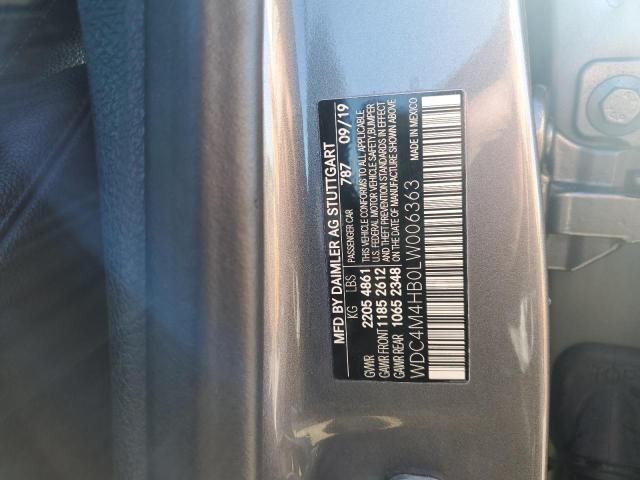 MFD BY DAIMLER AG STUTTGART
PASSENGER CAR 787 09/19
KG LBS
GVWR 2205 4861
GAWR FRONT 1185 2612
GAWR REAR 1065 2348
THIS VEHICLE CONFORMS TO ALL APPLICABLE
U.S. FEDERAL MOTOR VEHICLE SAFETY, BUMPER
AND THEFT PREVENTION STANDARDS IN EFFECT
ON THE DATE OF MANUFACTURE SHOWN ABOVE
MADE IN MEXICO
WDC4M4HB0LW006363